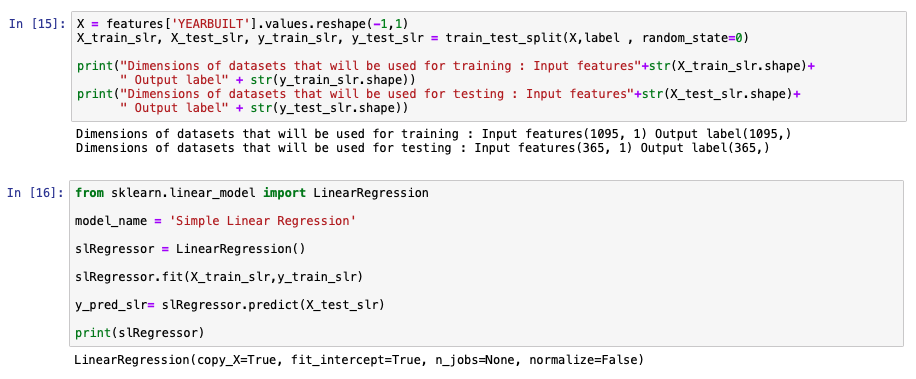 In [15]: X = features['YEARBUILT'].values.reshape(-1,1)
X_train_slr, X_test_slr, y_train_slr, y_test_slr = train_test_split(X,label , random_state=0)
print("Dimensions of datasets that will be used for training : Input features"+str(X_train_slr.shape)+
" Output label" + str(y_train_slr.shape))
print("Dimensions of datasets that will be used for testing : Input features"+str(X_test_slr.shape)+
" Output label" + str(y_test_slr.shape))
Dimensions of datasets that will be used for training : Input features(1095, 1) Output label(1095,)
Dimensions of datasets that will be used for testing : Input features(365, 1) Output label(365,)
In [16]: from sklearn.linear_model import LinearRegression
model_name = 'Simple Linear Regression'
slRegressor = LinearRegression()
slRegressor.fit(X_train_slr,y_train_slr)
y_pred_slr= slRegressor.predict(X_test_slr)
print(slRegressor)
LinearRegression(copy_X=True, fit_intercept=True, n_jobs=None, normalize=False)